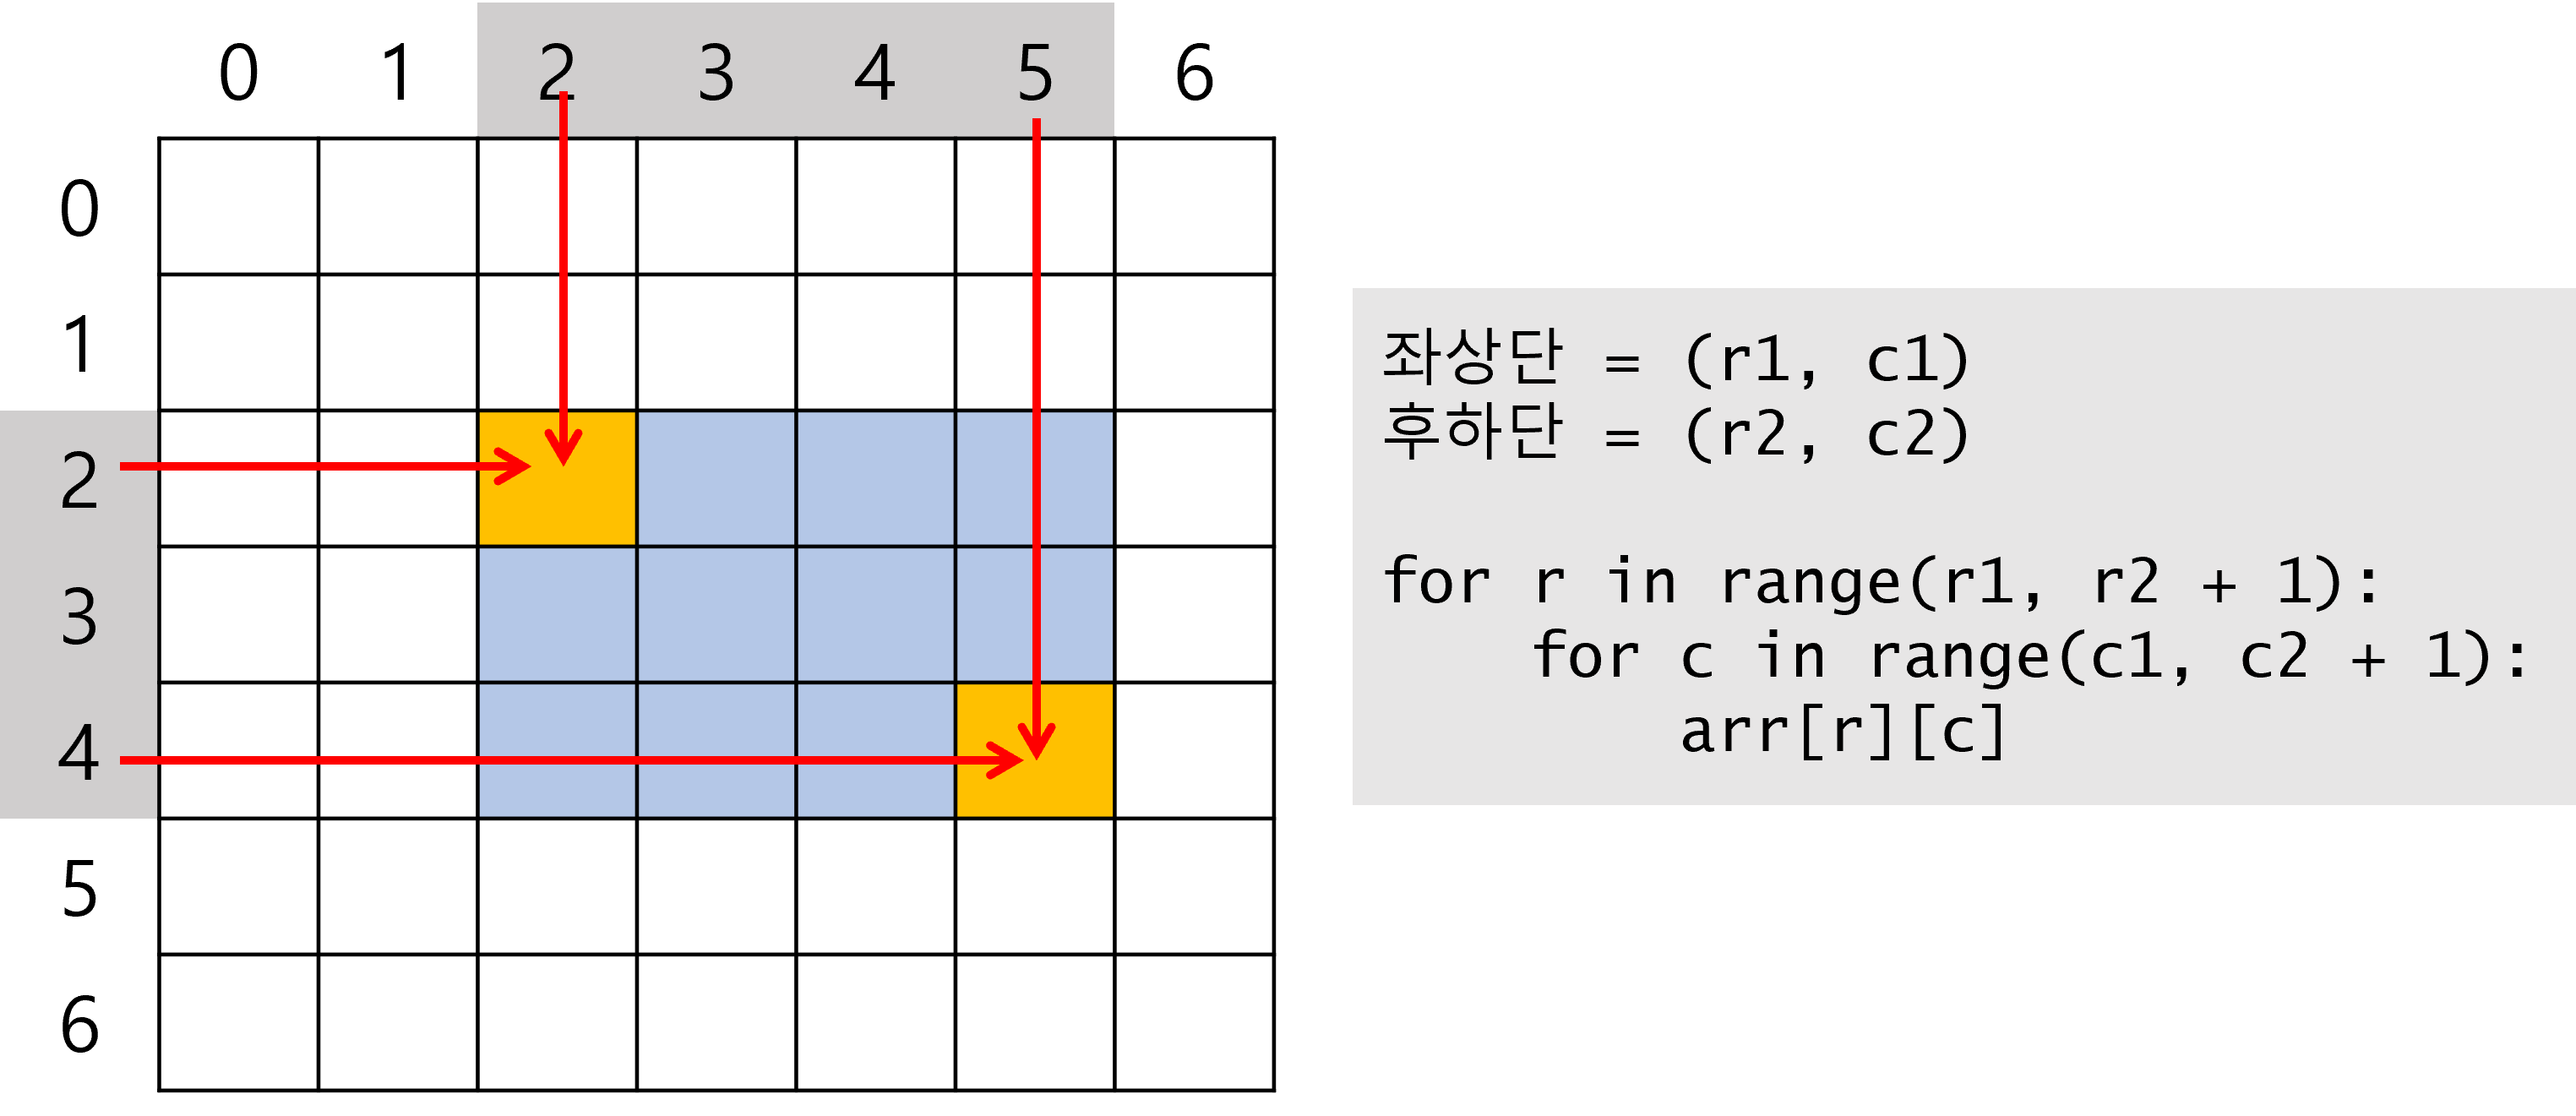 0 1 2 3 4 5 6
0
1
2
3
4
5
6
좌상단 = (r1, c1)
후하단 = (r2, c2)
for r in range(r1, r2 + 1):
    for c in range(c1, c2 + 1):
        arr[r][c]